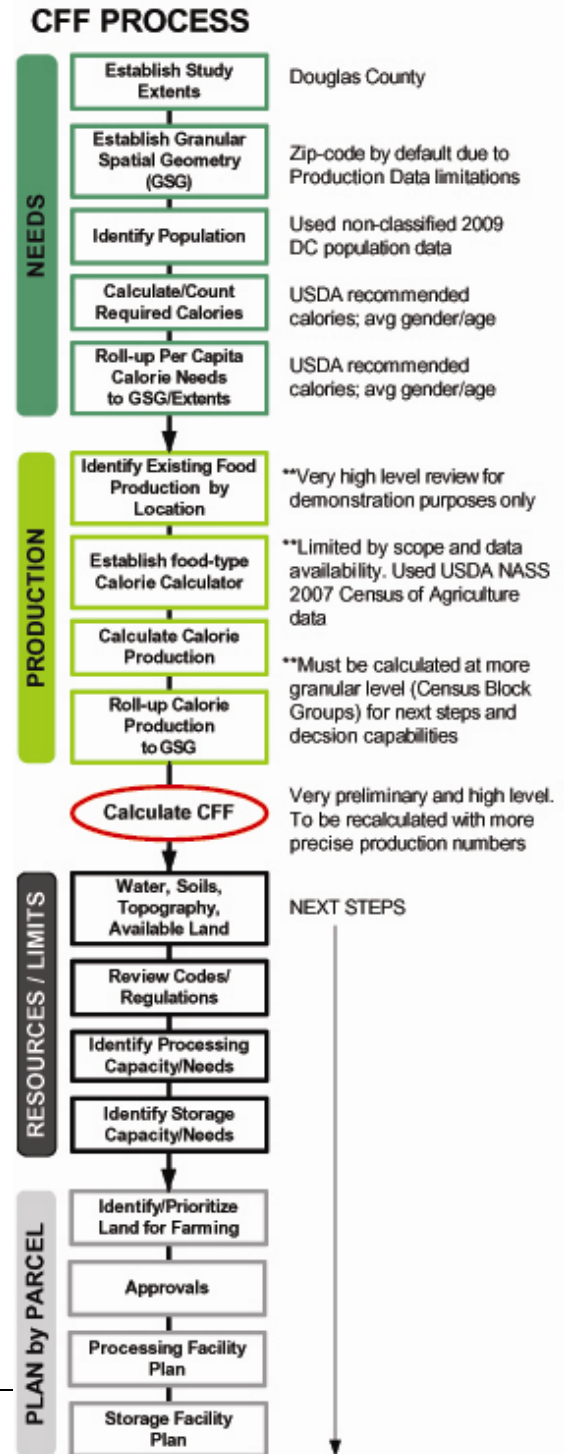 CFF PROCESS
NEEDS
Establish Study
Extents
Douglas County
Establish Granular
Spatial Geometry
(GSG)
Zip-code by default due to
Production Data limitations
Identify Population
Used non-classified 2009
DC population data
Calculate/Count
Required Calories
USDA recommended
calories; avg gender/age
Roll-up Per Capita
Calorie Needs
to GSG/Extents
USDA recommended
calories; avg gender/age
PRODUCTION
Identify Existing Food
Production by
Location
**Very high level review for
demonstration purposes only
Establish food-type
Calorie Calculator
**Limited by scope and data
availability. Used USDA NASS
2007 Census of Agriculture
data
Calculate Calorie
Production
**Must be calculated at more
granular level (Census Block
Groups) for next steps and
decsion capabilities
Roll-up Calorie
Production
to GSG
Calculate CFF
Very preliminary and high level.
To be recalculated with more
precise production numbers
RESOURCES / LIMITS
Water, Soils,
Topography,
Available Land
NEXT STEPS
Review Codes/
Regulations
Identify Processing
Capacity/Needs
Identify Storage
Capacity/Needs
PLAN by PARCEL
Identify/Prioritize
Land for Farming
Approvals
Processing Facility
Plan
Storage Facility
Plan